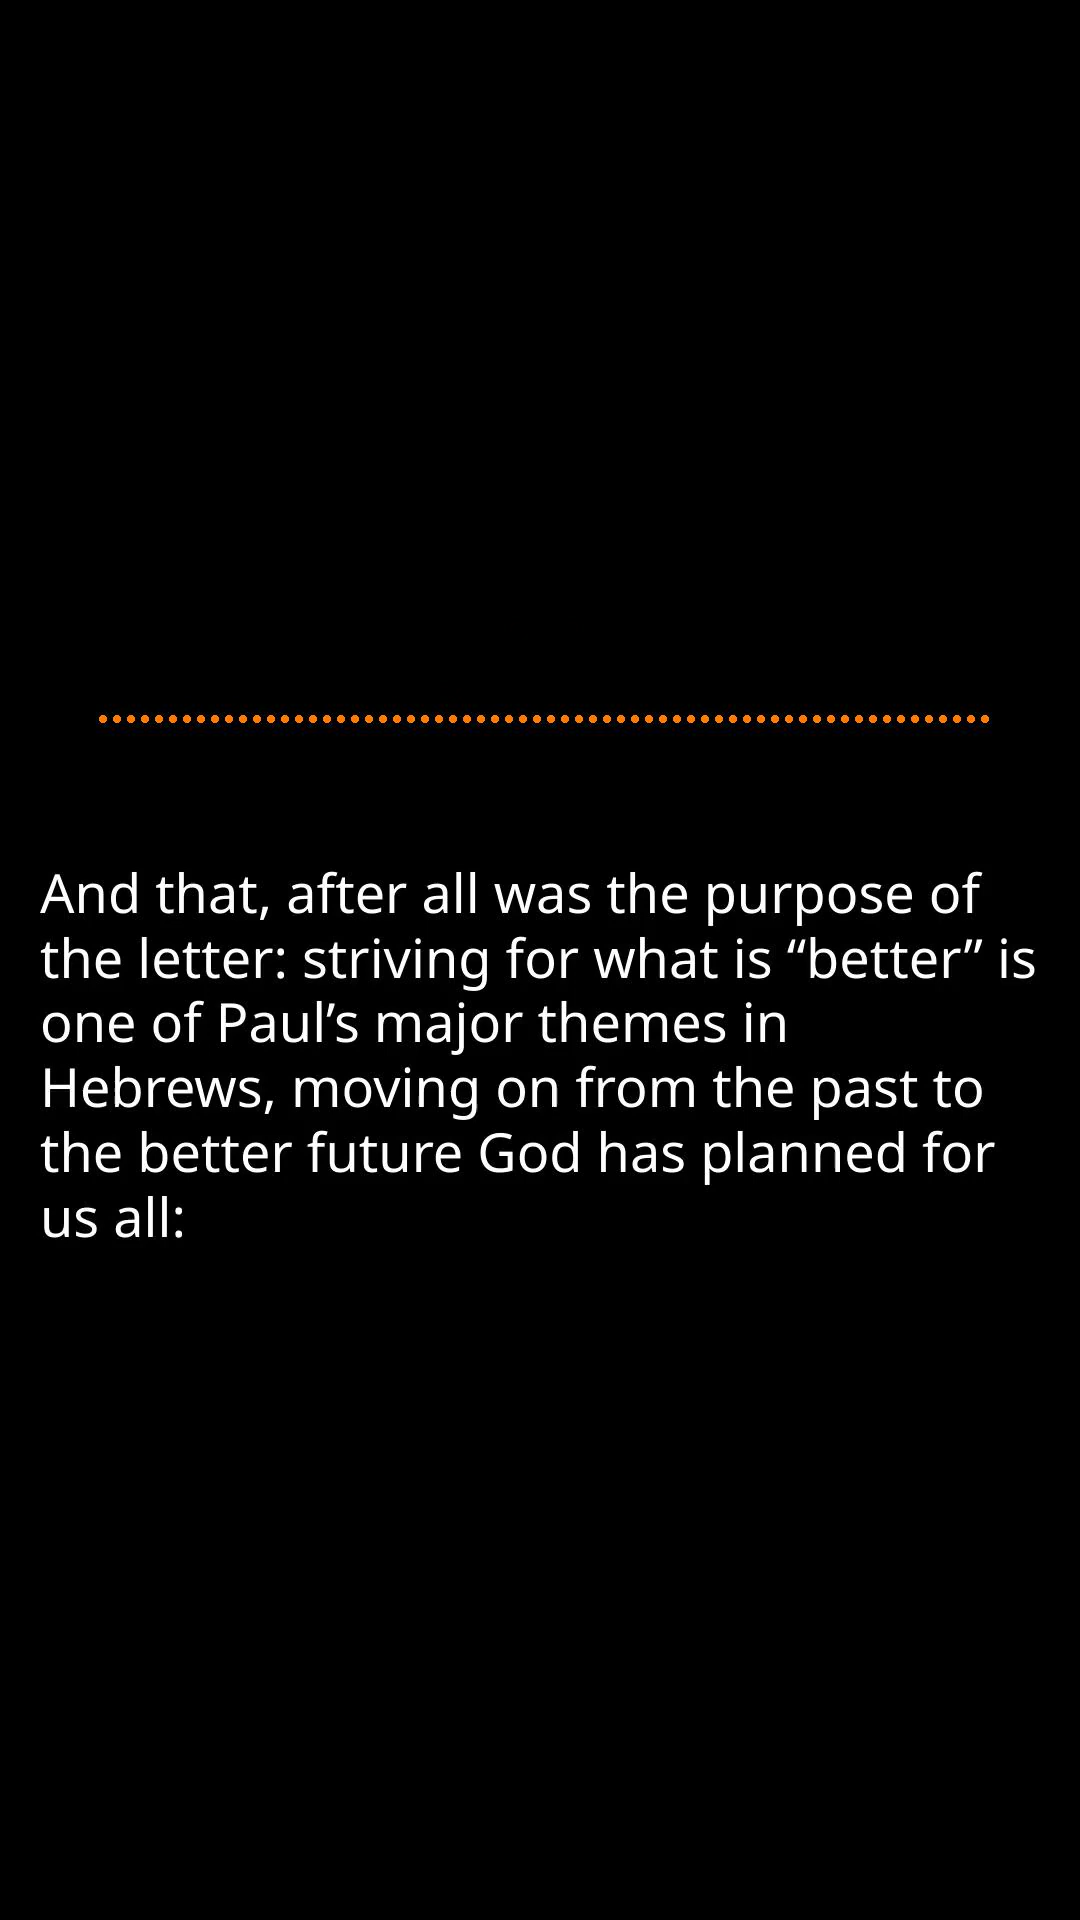 And that, after all was the purpose of
the letter: striving for what is “better” is
one of Paul’s major themes in
Hebrews, moving on from the past to
the better future God has planned for
us all: